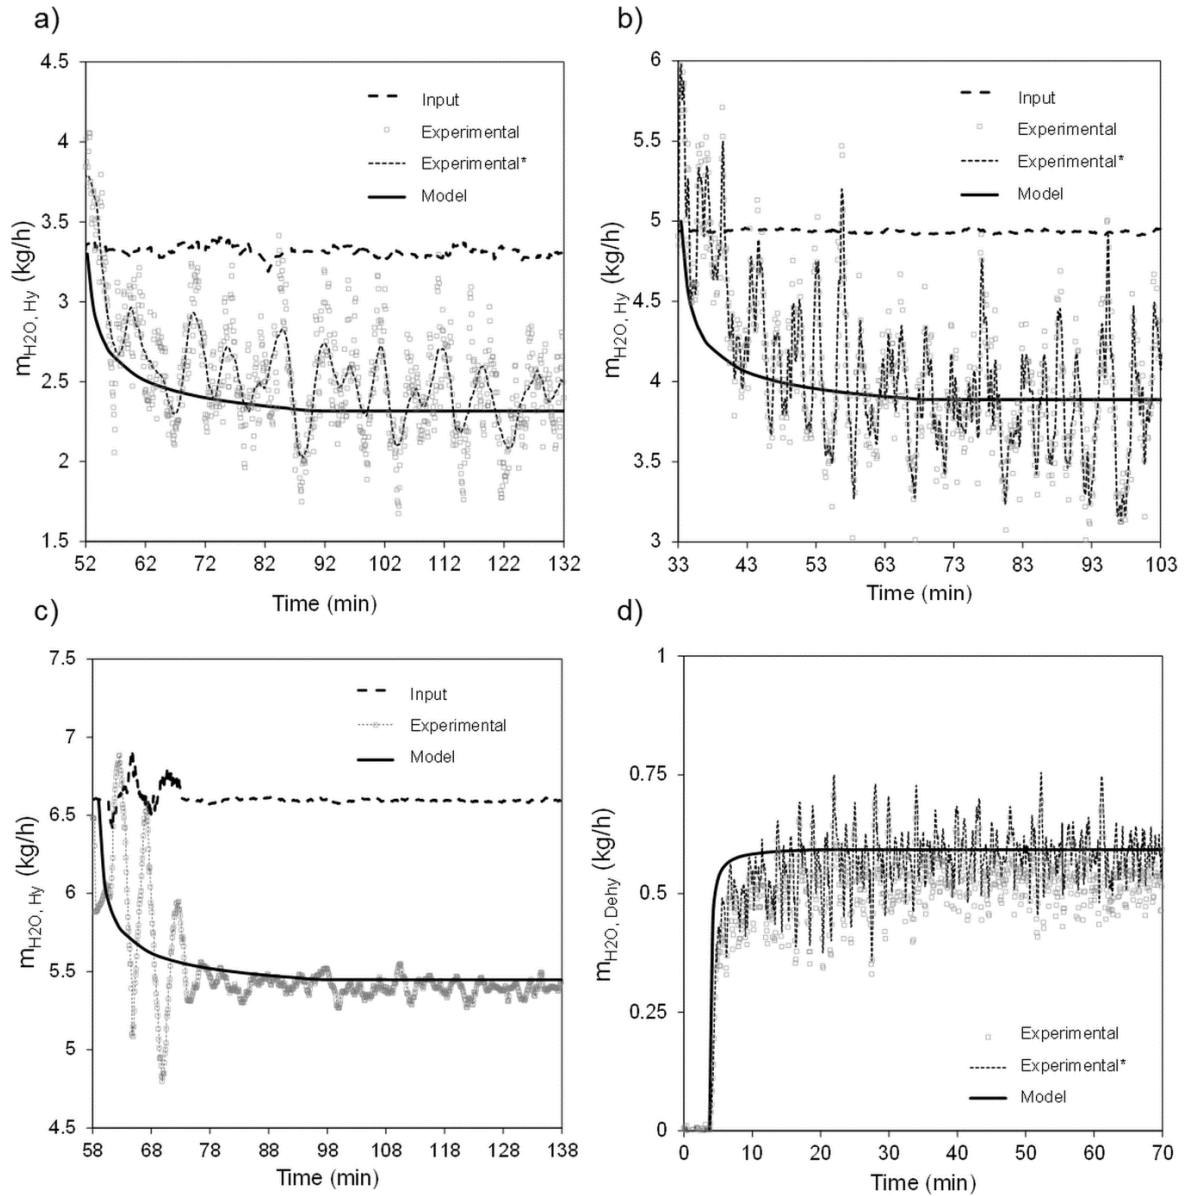 a)
4.5
4
3.5
3
2.5
2
1.5
mH2O, Hy (kg/h)
Input
Experimental
Experimental*
Model
52 62 72 82 92 102 112 122 132
Time (min)
b)
6
5.5
5
4.5
4
3.5
3
mH2O, Hy (kg/h)
Input
Experimental
Experimental*
Model
33 43 53 63 73 83 93 103
Time (min)
c)
7.5
7
6.5
6
5.5
5
4.5
mH2O, Hy (kg/h)
Input
Experimental
Model
58 68 78 88 98 108 118 128 138
Time (min)
d)
1
0.75
0.5
0.25
0
mH2O, Dehy (kg/h)
Experimental
Experimental*
Model
0 10 20 30 40 50 60 70
Time (min)